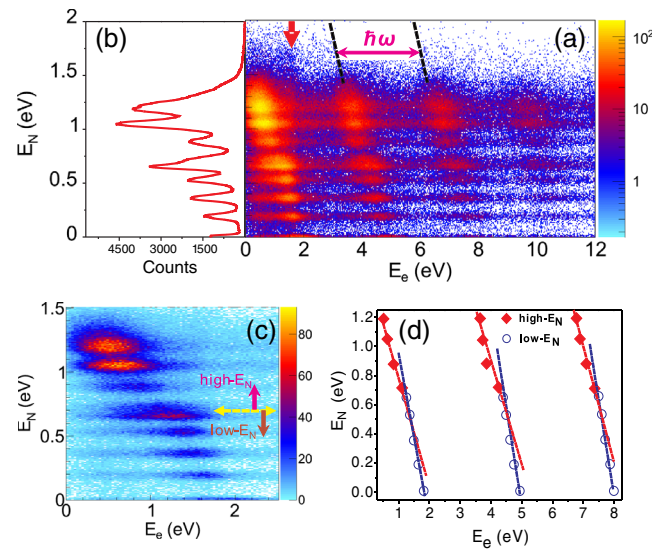 (b)
ħω
(a)
E_N (eV)
2
1.5
1
0.5
0
4500 3000 1500
Counts
0 2 4 6 8 10 12
E_e (eV)
10^2
10
1
(c)
E_N (eV)
1.5
1
0.5
0
0 1 2
E_e (eV)
high-E_N
low-E_N
80
60
40
20
0
(d)
E_N (eV)
1.2
1.0
0.8
0.6
0.4
0.2
0.0
high-E_N
low-E_N
1 2 3 4 5 6 7 8
E_e (eV)